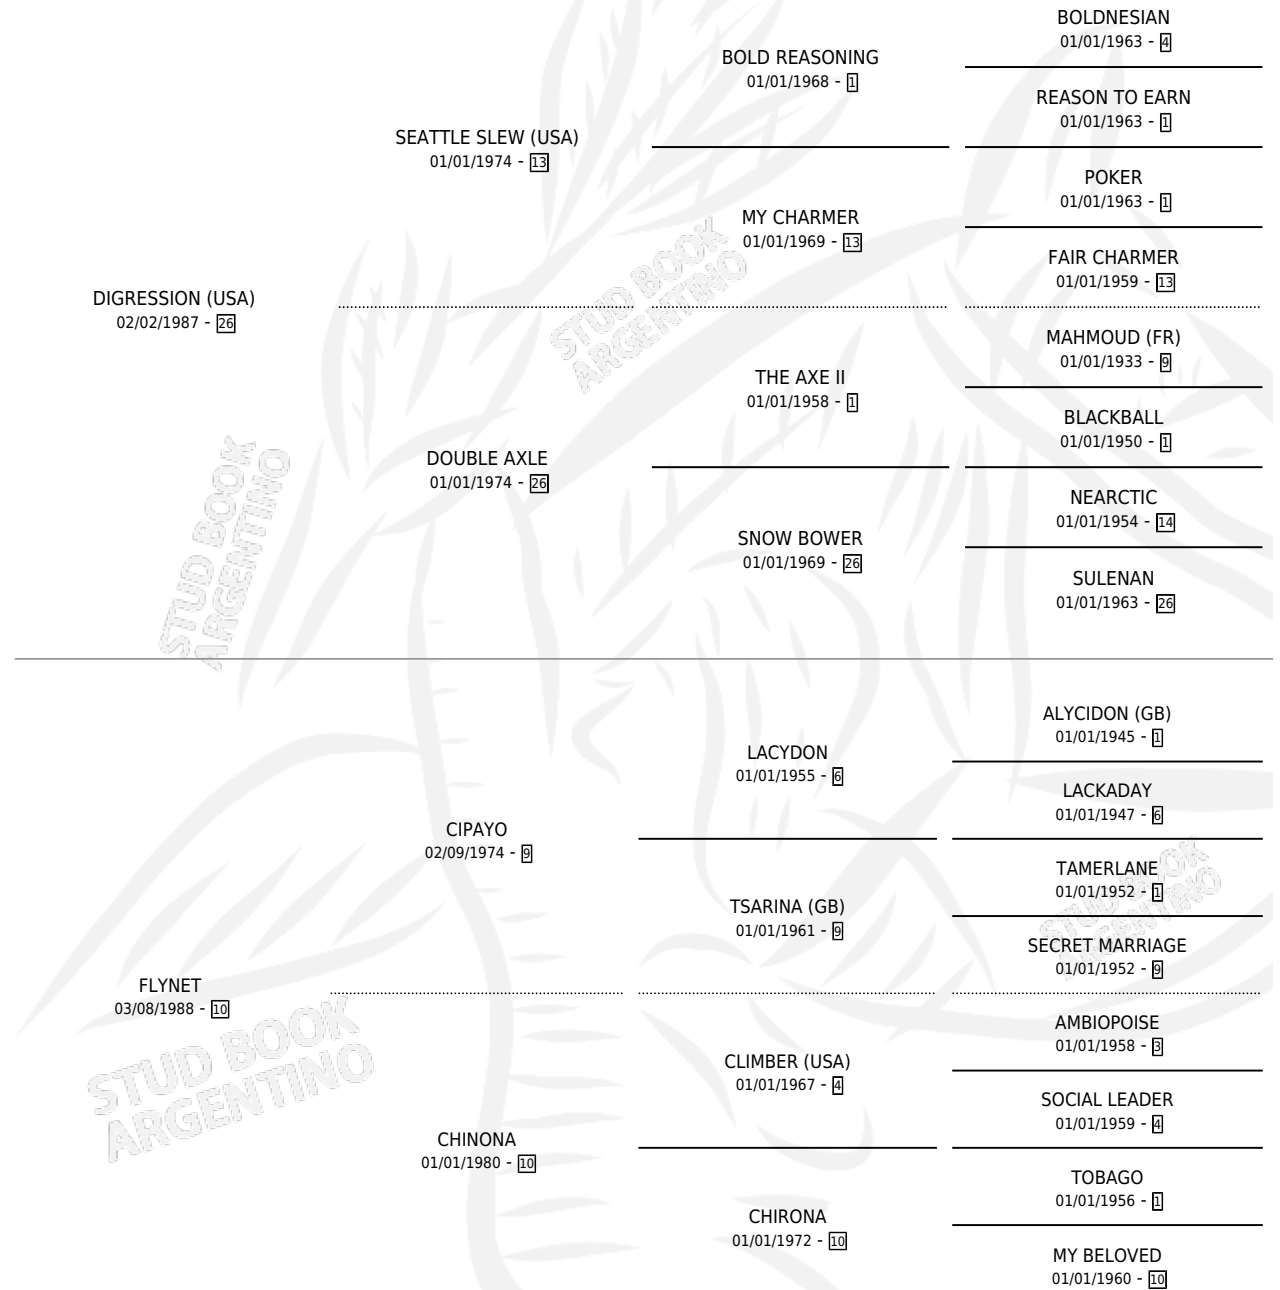 BOLDNESIAN
01/01/1963 - 4
BOLD REASONING
01/01/1968 - 1
REASON TO EARN
01/01/1963 - 1
SEATTLE SLEW (USA)
01/01/1974 - 13
POKER
01/01/1963 - 1
MY CHARMER
01/01/1969 - 13
FAIR CHARMER
01/01/1959 - 13
DIGRESSION (USA)
02/02/1987 - 26
MAHMOUD (FR)
01/01/1933 - 9
THE AXE II
01/01/1958 - 1
BLACKBALL
01/01/1950 - 1
DOUBLE AXLE
01/01/1974 - 26
NEARCTIC
01/01/1954 - 14
SNOW BOWER
01/01/1969 - 26
SULENAN
01/01/1963 - 26
STUD BOOK
ARGENTINO
STUD BOOK
ARGENTINO
ALYCIDON (GB)
01/01/1945 - 1
LACYDON
01/01/1955 - 6
LACKADAY
01/01/1947 - 6
CIPAYO
02/09/1974 - 9
TAMERLANE
01/01/1952 - 1
TSARINA (GB)
01/01/1961 - 9
SECRET MARRIAGE
01/01/1952 - 9
STUD BOOK
ARGENTINO
FLYNET
03/08/1988 - 10
AMBIOPOISE
01/01/1958 - 3
CLIMBER (USA)
01/01/1967 - 4
SOCIAL LEADER
01/01/1959 - 4
STUD BOOK
ARGENTINO
CHINONA
01/01/1980 - 10
TOBAGO
01/01/1956 - 1
CHIRONA
01/01/1972 - 10
MY BELOVED
01/01/1960 - 10